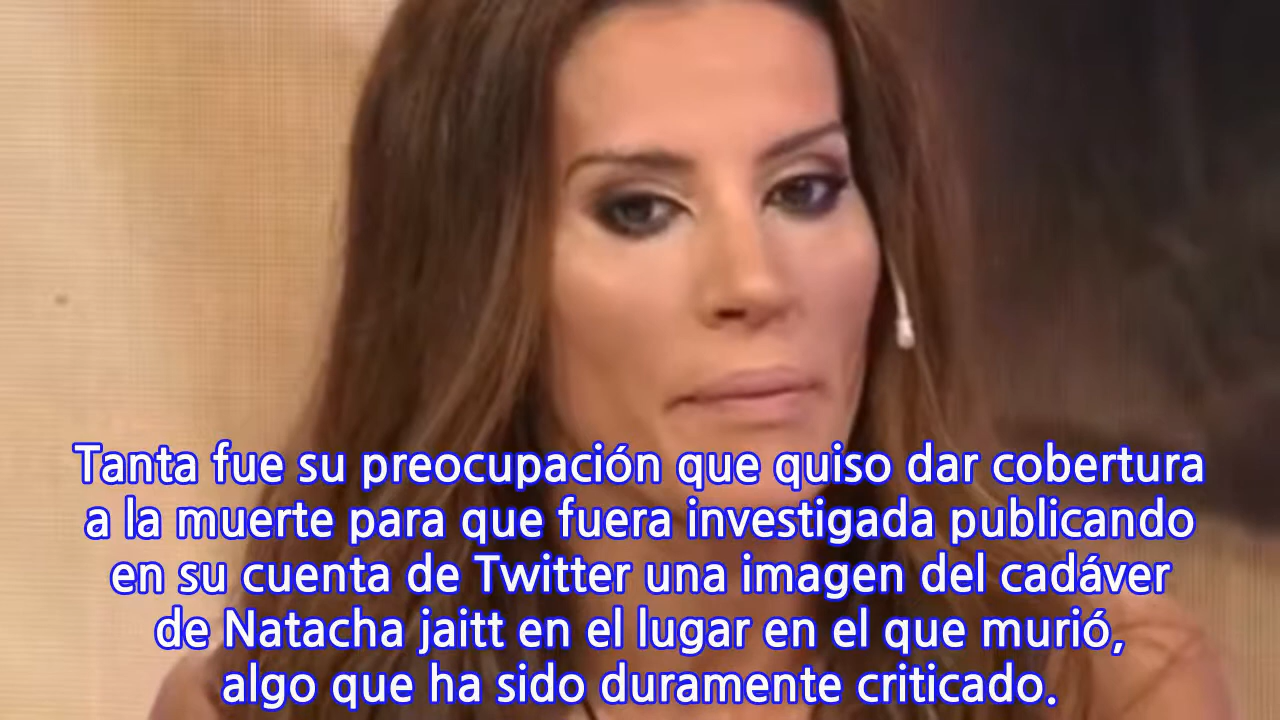 Tanta fue su preocupación que quiso dar cobertura
a la muerte para que fuera investigada publicando
en su cuenta de Twitter una imagen del cadáver
de Natacha jaitt en el lugar en el que murió,
algo que ha sido duramente criticado.